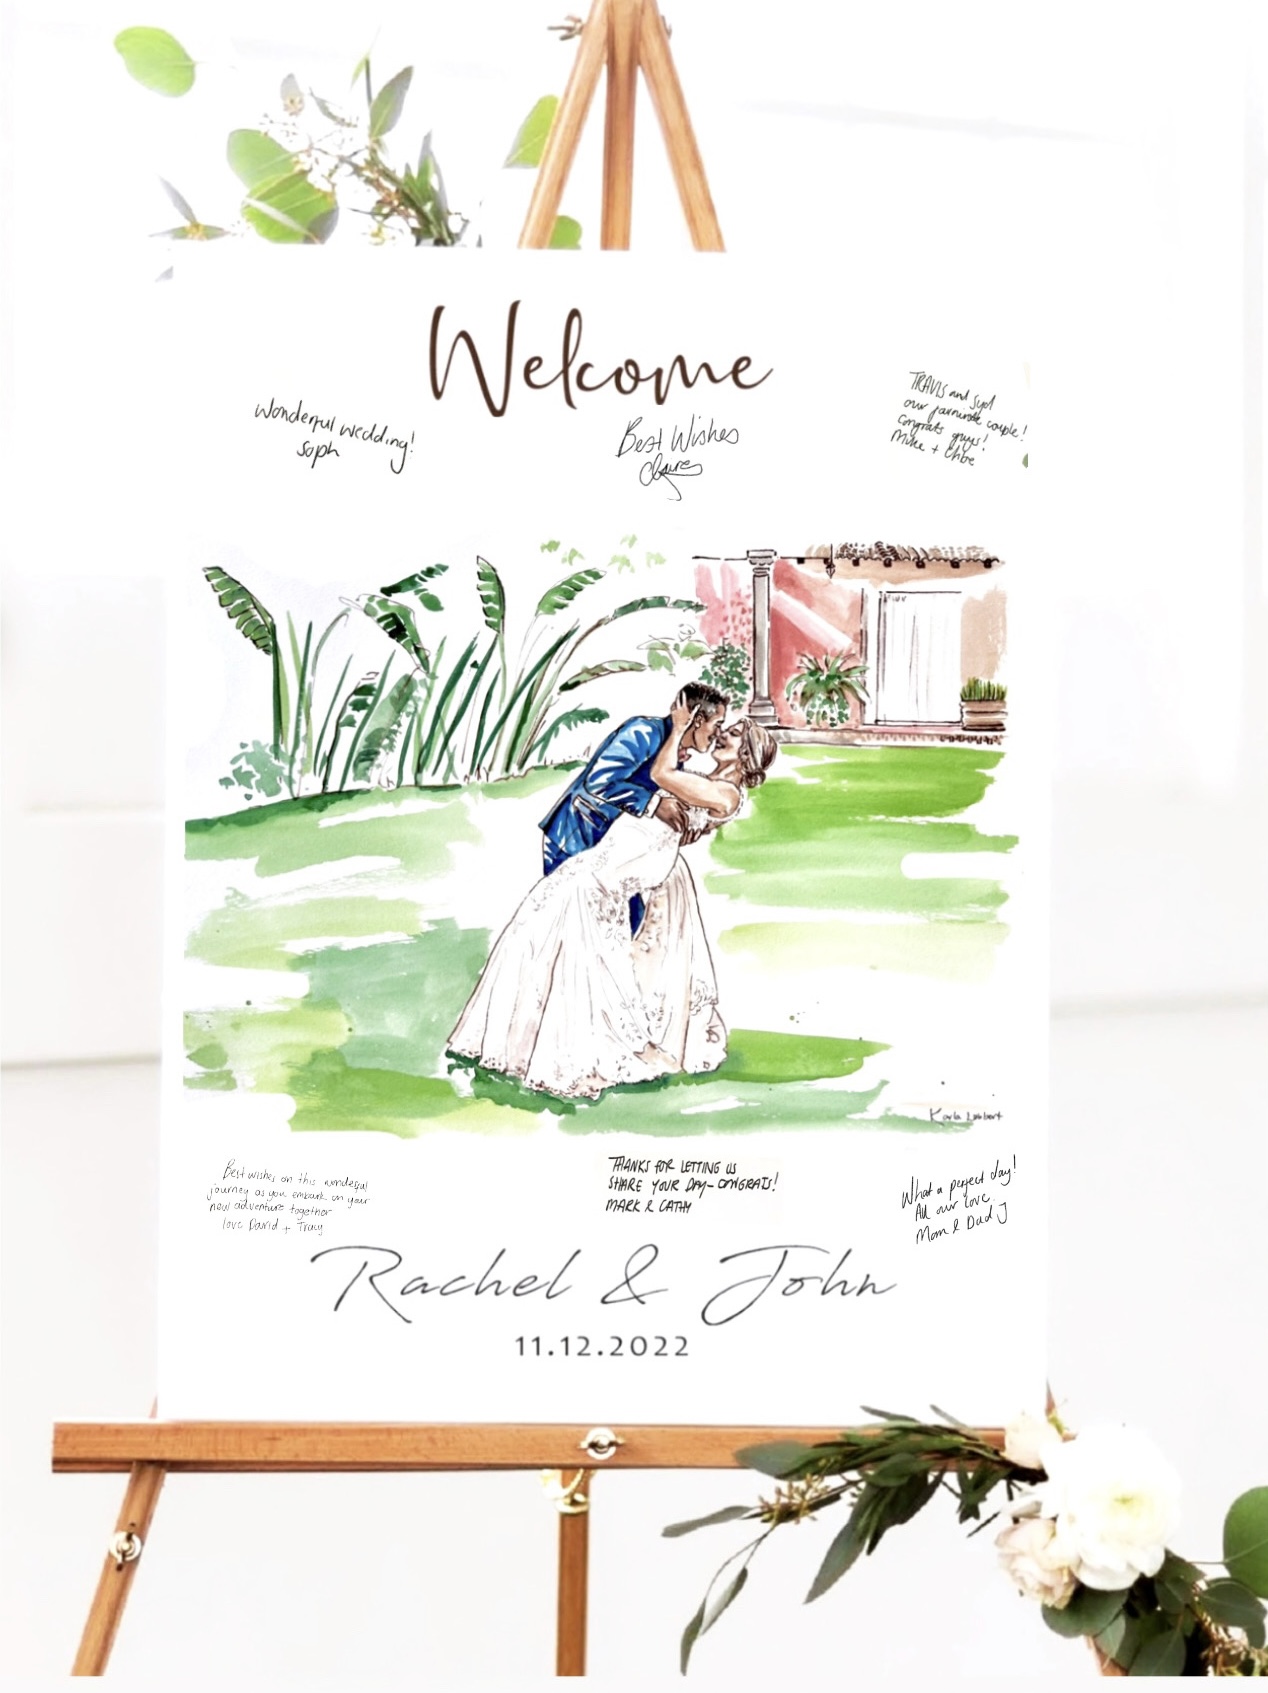 Welcome
Wonderful wedding!
Soph
Best Wishes
Claire
TRAVIS and Syd
our favourite couple!
Congrats guys!
Mike + Chloe
Karla Lambert
Best wishes on this wonderful
journey as you embark on your
new adventure together
love David + Tracy
THANKS FOR LETTING US
SHARE YOUR DAY-CONGRATS!
MARK & CATHY
What a perfect day!
All our love
Mom & Dad J
Rachel & John
11.12.2022